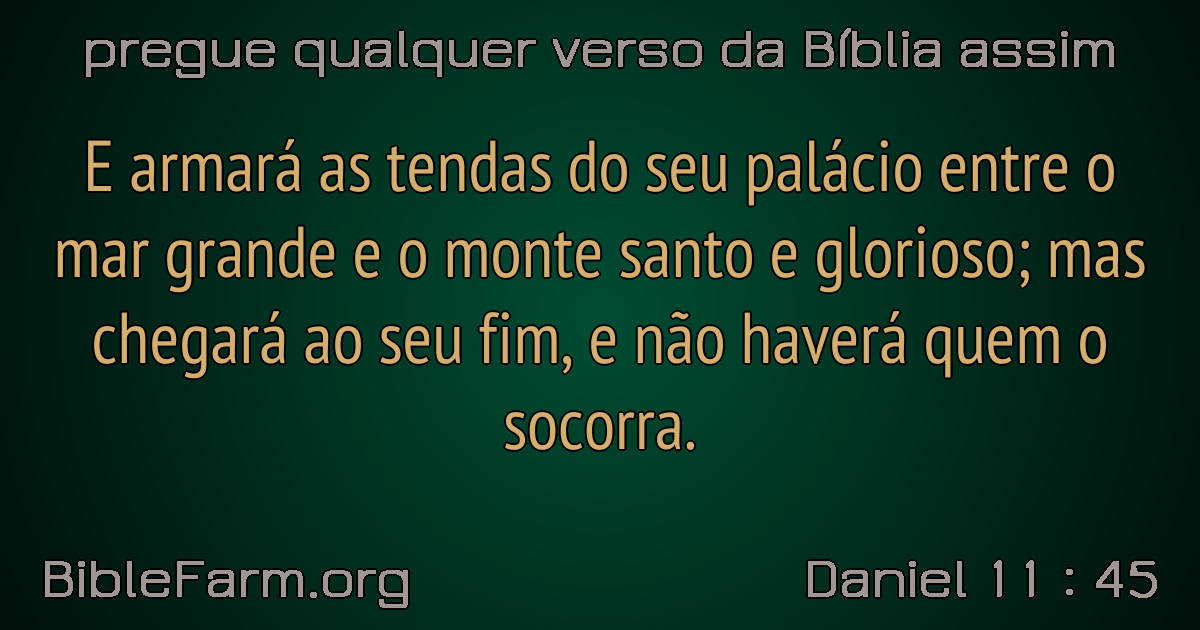 pregue qualquer verso da Bíblia assim
E armará as tendas do seu palácio entre o
mar grande e o monte santo e glorioso; mas
chegará ao seu fim, e não haverá quem o
socorra.
BibleFarm.org
Daniel 11 : 45